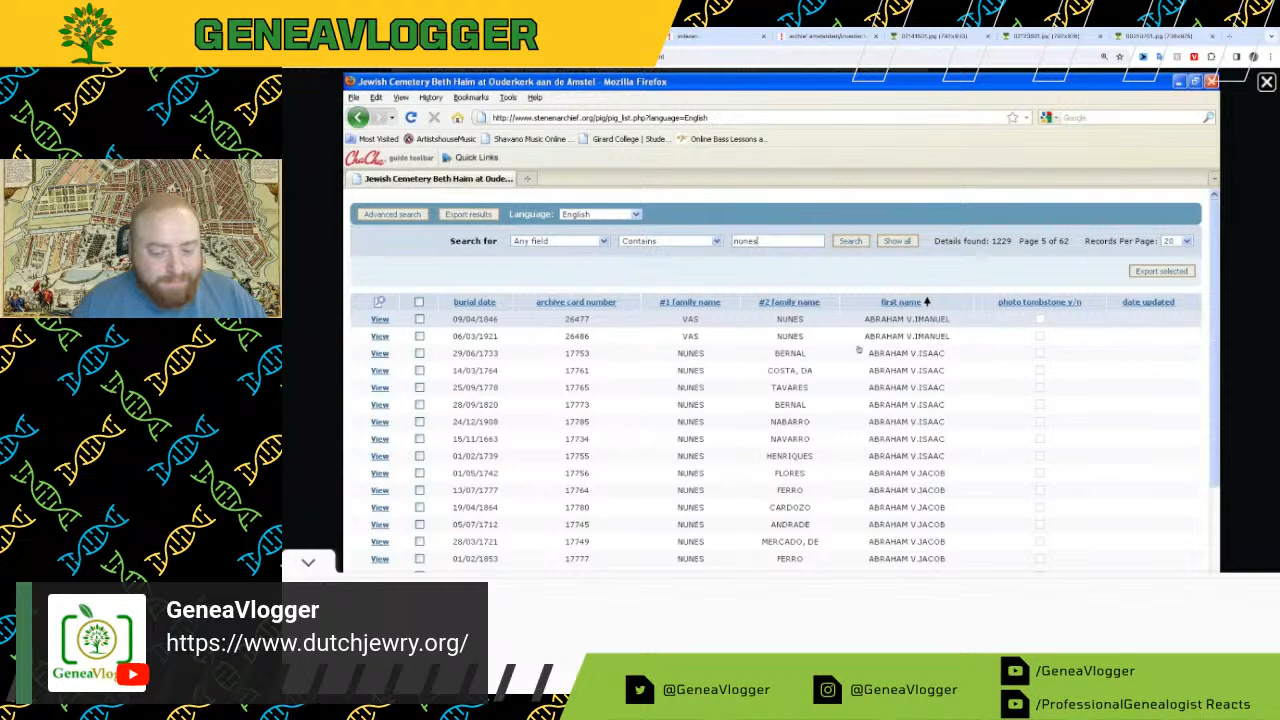 GENEAVLOGGER
Jewish Cemetery Beth Haim at Ouderkerk aan de Amstel - Mozilla Firefox
File Edit View History Bookmarks Tools Help
http://www.stenenarchief.org/pig/pig_list.php?language=English
Google
Most Visited ArtistshouseMusic Shavano Music Online ... Girard College | Stude... Online Bass Lessons a...
ChaCha guide toolbar Quick Links
Jewish Cemetery Beth Haim at Oude...
Advanced search Export results Language: English
Search for Any field Contains nunes Search Show all Details found: 1229 Page 5 of 62 Records Per Page: 20
Export selected
burial date archive card number #1 family name #2 family name first name photo tombstone y/n date updated
View 09/04/1846 26477 VAS NUNES ABRAHAM V.IMANUEL
View 06/03/1921 26486 VAS NUNES ABRAHAM V.IMANUEL
View 29/06/1733 17753 NUNES BERNAL ABRAHAM V.ISAAC
View 14/03/1764 17761 NUNES COSTA, DA ABRAHAM V.ISAAC
View 25/09/1778 17765 NUNES TAVARES ABRAHAM V.ISAAC
View 28/09/1820 17773 NUNES BERNAL ABRAHAM V.ISAAC
View 24/12/1908 17785 NUNES NABARRO ABRAHAM V.ISAAC
View 15/11/1663 17734 NUNES NAVARRO ABRAHAM V.ISAAC
View 01/02/1739 17755 NUNES HENRIQUES ABRAHAM V.ISAAC
View 01/05/1742 17756 NUNES FLORES ABRAHAM V.JACOB
View 13/07/1777 17764 NUNES FERRO ABRAHAM V.JACOB
View 19/04/1864 17780 NUNES CARDOZO ABRAHAM V.JACOB
View 05/07/1712 17745 NUNES ANDRADE ABRAHAM V.JACOB
View 28/03/1721 17749 NUNES MERCADO, DE ABRAHAM V.JACOB
View 01/02/1853 17777 NUNES FERRO ABRAHAM V.JACOB
GeneaVlogger
https://www.dutchjewry.org/
GeneaVlog
@GeneaVlogger
@GeneaVlogger
/GeneaVlogger
/ProfessionalGenealogist Reacts